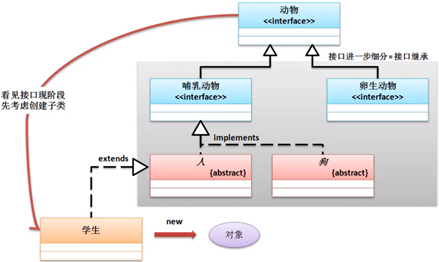 动物
<<interface>>
接口进一步细分=接口继承
看见接口现阶段
先考虑创建子类
哺乳动物
<<interface>>
卵生动物
<<interface>>
implements
extends
人
{abstract}
狗
{abstract}
学生
new
对象